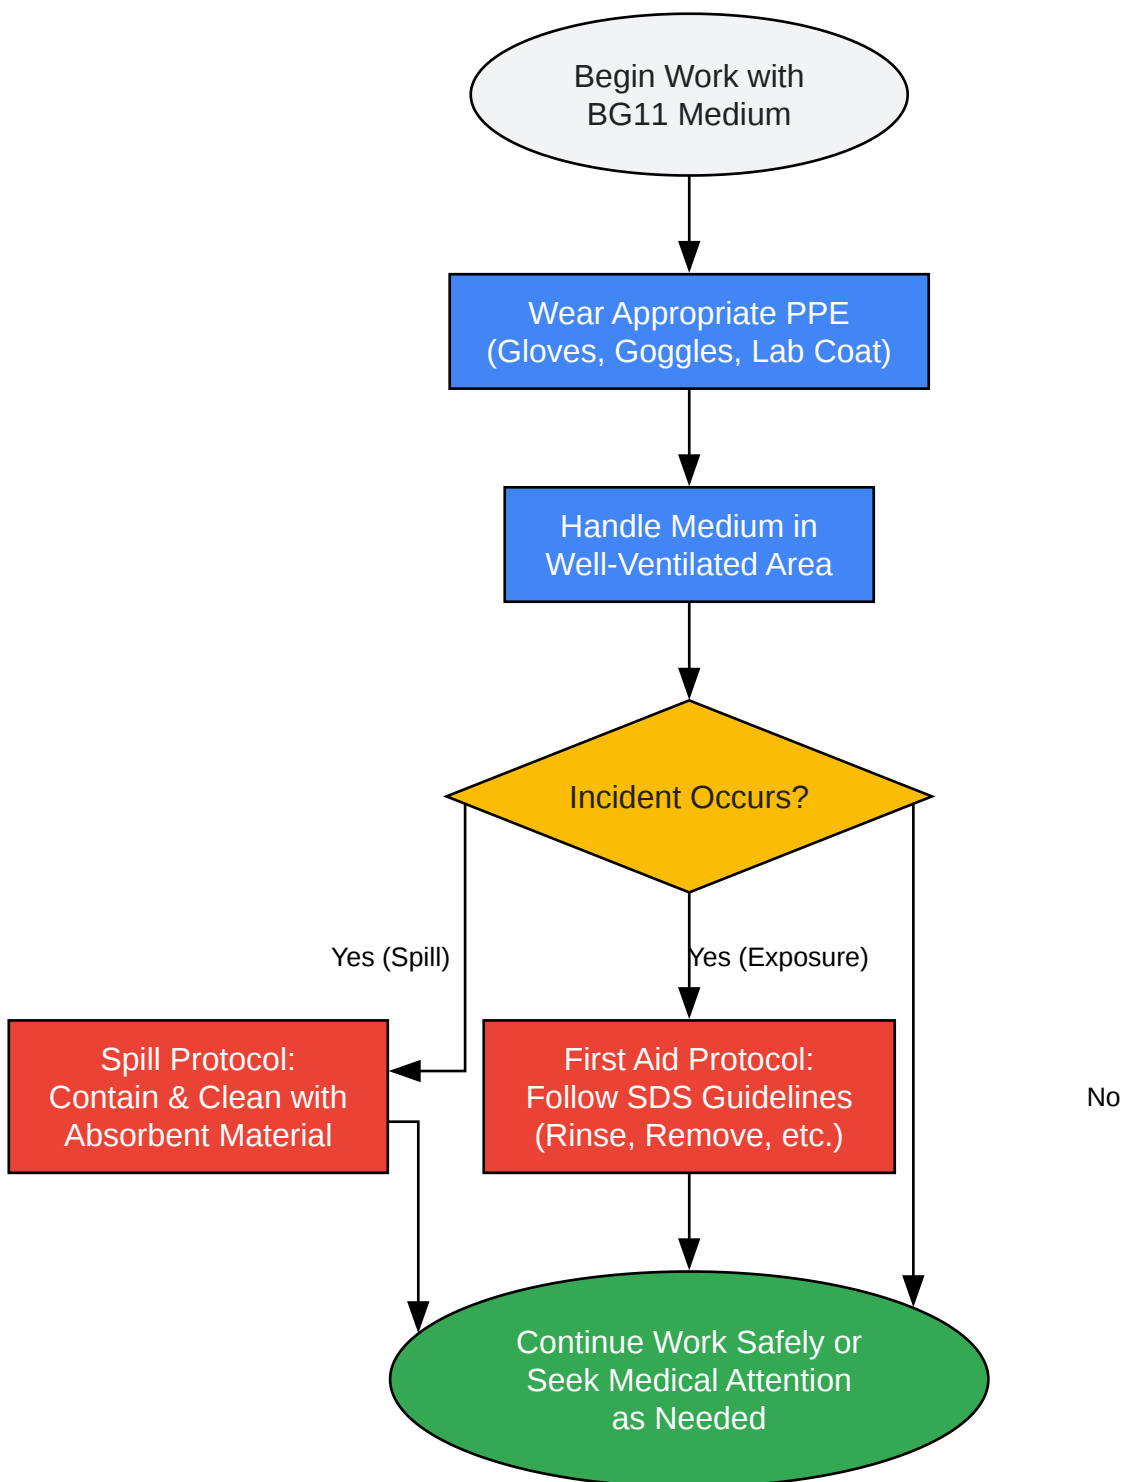 Begin Work with
BG11 Medium
Wear Appropriate PPE
(Gloves, Goggles, Lab Coat)
Handle Medium in
Well-Ventilated Area
Incident Occurs?
Yes (Spill)
Yes (Exposure)
Spill Protocol:
Contain & Clean with
Absorbent Material
First Aid Protocol:
Follow SDS Guidelines
(Rinse, Remove, etc.)
No
Continue Work Safely or
Seek Medical Attention
as Needed